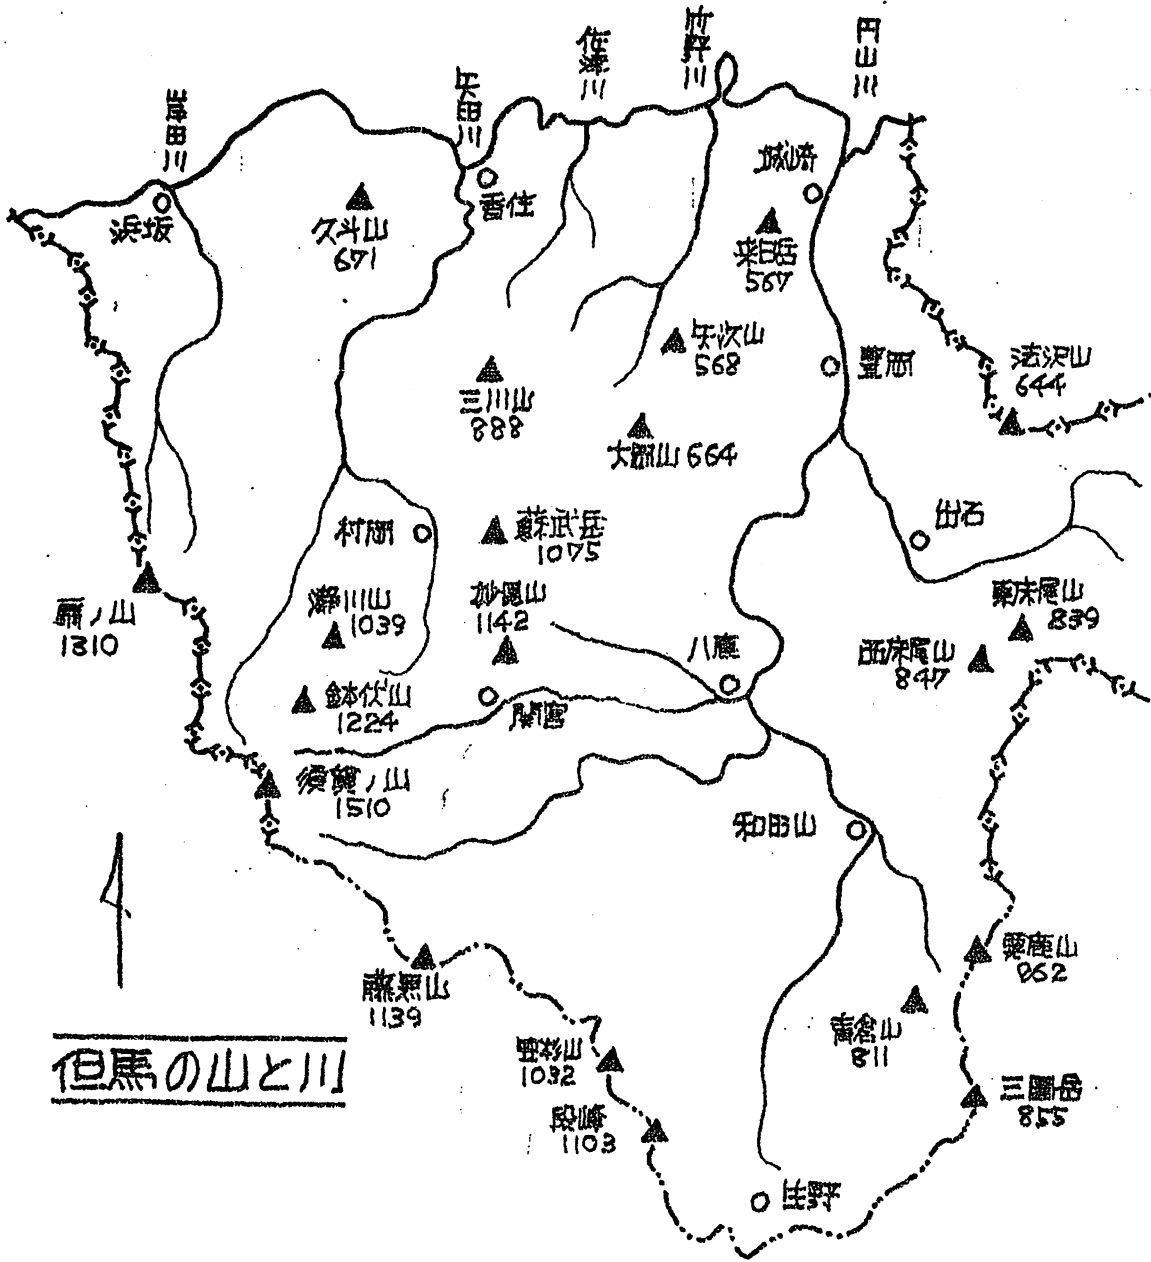 岸田川
矢田川
佐津川
竹野川
円山川
浜坂
香住
城崎
久斗山
671
来日岳
567
矢次山
568
豊岡
法沢山
644
三川山
888
大岡山 664
村岡
蘇武岳
1075
出石
扇ノ山
1310
瀞川山
1039
妙見山
1142
八鹿
東床尾山
839
西床尾山
847
鉢伏山
1224
関宮
須賀ノ山
1510
和田山
粟鹿山
862
藤無山
1139
青倉山
811
但馬の山と川
1032
段峰
1103
三国岳
855
生野